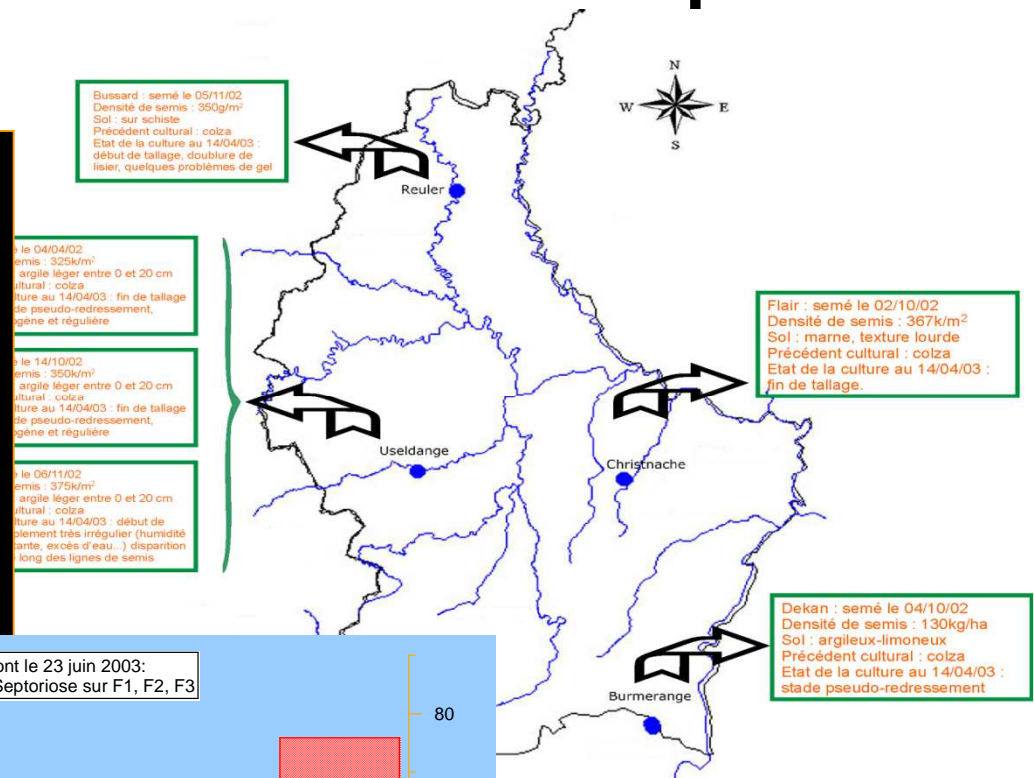 Bussard : semé le 05/11/02
Densité de semis : 350g/m²
Sol : sur schiste
Précédent cultural : colza
Etat de la culture au 14/04/03 :
début de tallage, doublure de
lisier, quelques problèmes de gel
N
W
E
S
Reuler
le 04/04/02
emis : 325k/m²
argile léger entre 0 et 20 cm
ultural : colza
lture au 14/04/03 : fin de tallage
de pseudo-redressement,
ogène et régulière
le 14/10/02
emis : 350k/m²
argile léger entre 0 et 20 cm
ultural : colza
lture au 14/04/03 : fin de tallage
de pseudo-redressement,
ogène et régulière
le 06/11/02
emis : 375k/m²
argile léger entre 0 et 20 cm
ultural : colza
lture au 14/04/03 : début de
plement très irrégulier (humidité
tante, excès d'eau...) disparition
long des lignes de semis
Useldange
Flair : semé le 02/10/02
Densité de semis : 367k/m²
Sol : marne, texture lourde
Précédent cultural : colza
Etat de la culture au 14/04/03 :
fin de tallage.
Christnache
Dekan : semé le 04/10/02
Densité de semis : 130kg/ha
Sol : argileux-limoneux
Précédent cultural : colza
Etat de la culture au 14/04/03 :
stade pseudo-redressement
Burmerange
ont le 23 juin 2003:
Septoriose sur F1, F2, F3
80